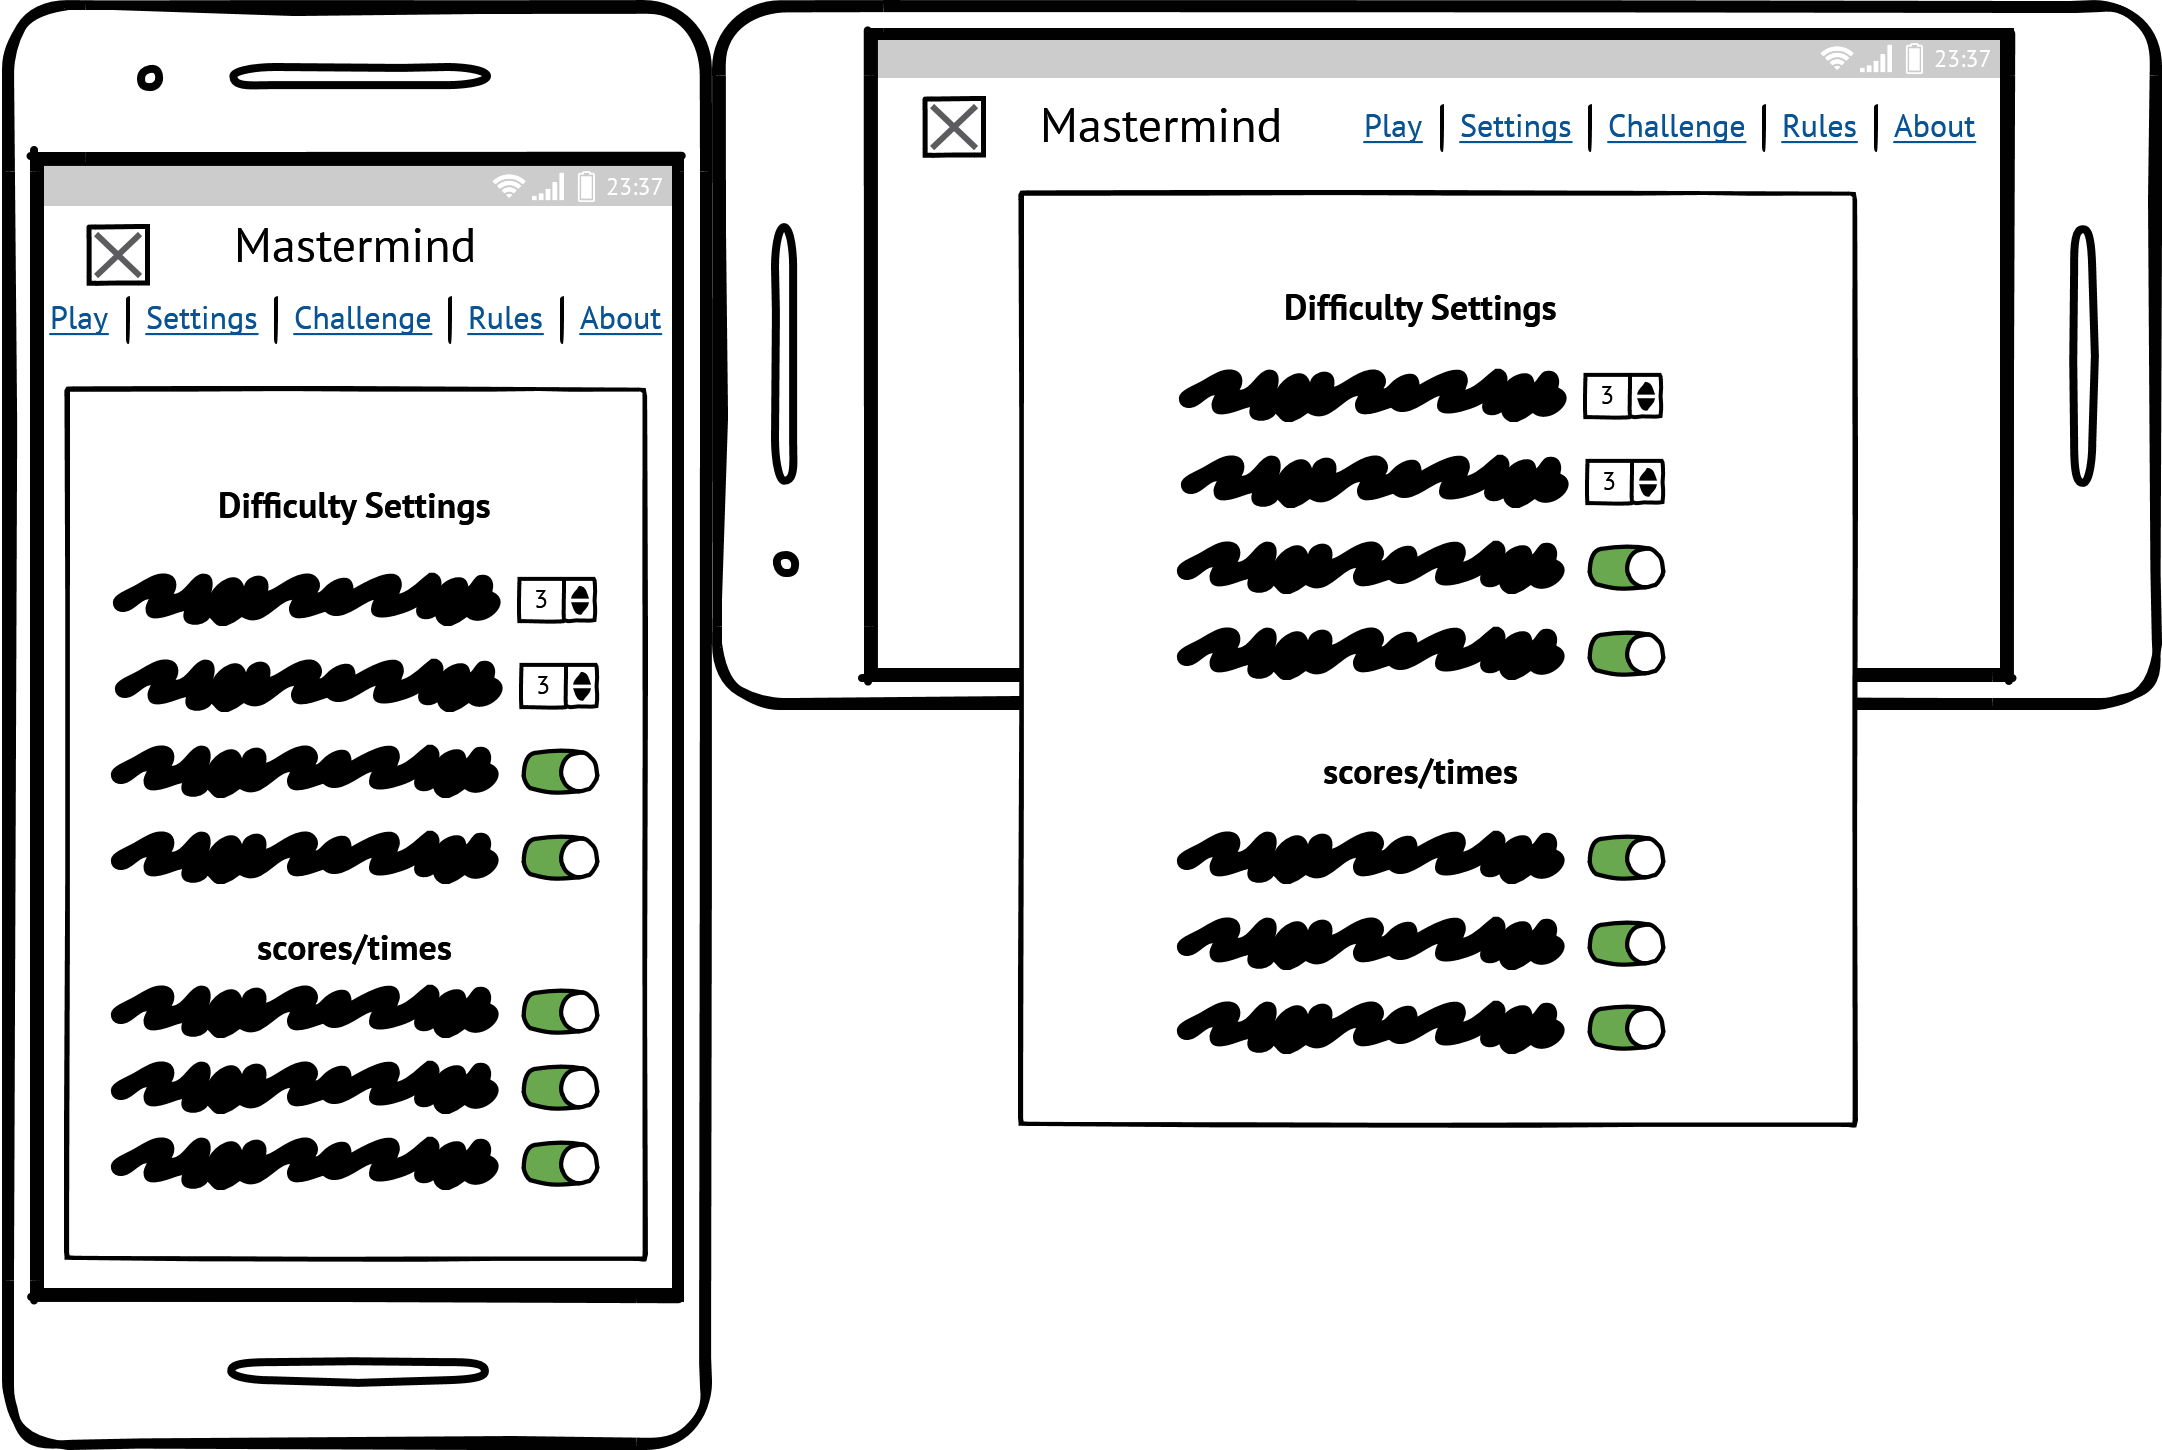 23:37
Mastermind
Play Settings Challenge Rules About
Difficulty Settings
3
3
scores/times
23:37
Mastermind Play Settings Challenge Rules About
Difficulty Settings
3
3
scores/times